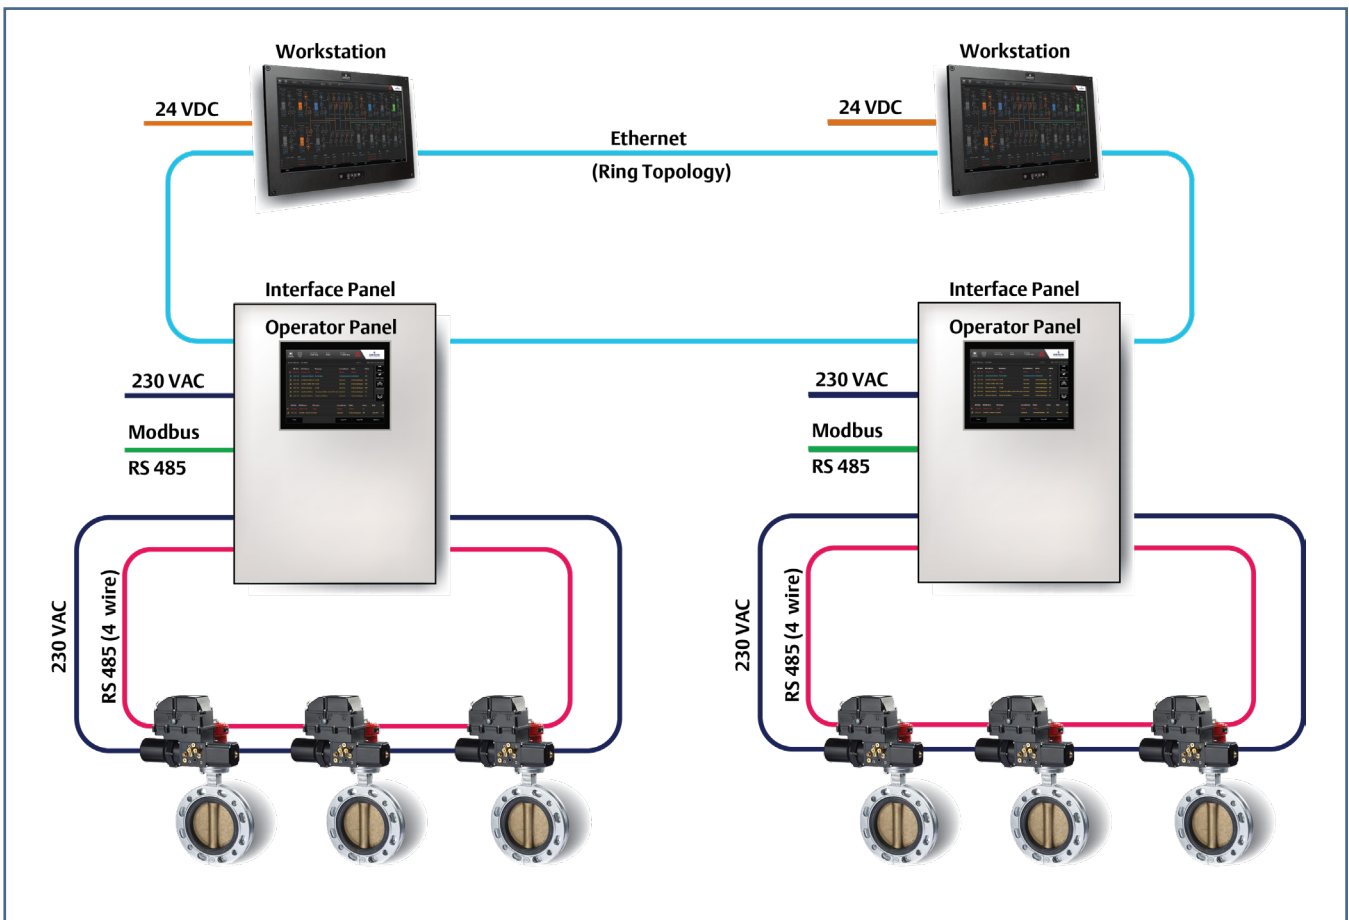 Workstation
Workstation
24 VDC
24 VDC
Ethernet
(Ring Topology)
Interface Panel
Interface Panel
Operator Panel
Operator Panel
230 VAC
230 VAC
Modbus
Modbus
RS 485
RS 485
230 VAC
RS 485 (4 wire)
230 VAC
RS 485 (4 wire)